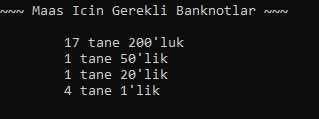 ~~~ Maas Icin Gerekli Banknotlar ~~~
17 tane 200'luk
1 tane 50'lik
1 tane 20'lik
4 tane 1'lik